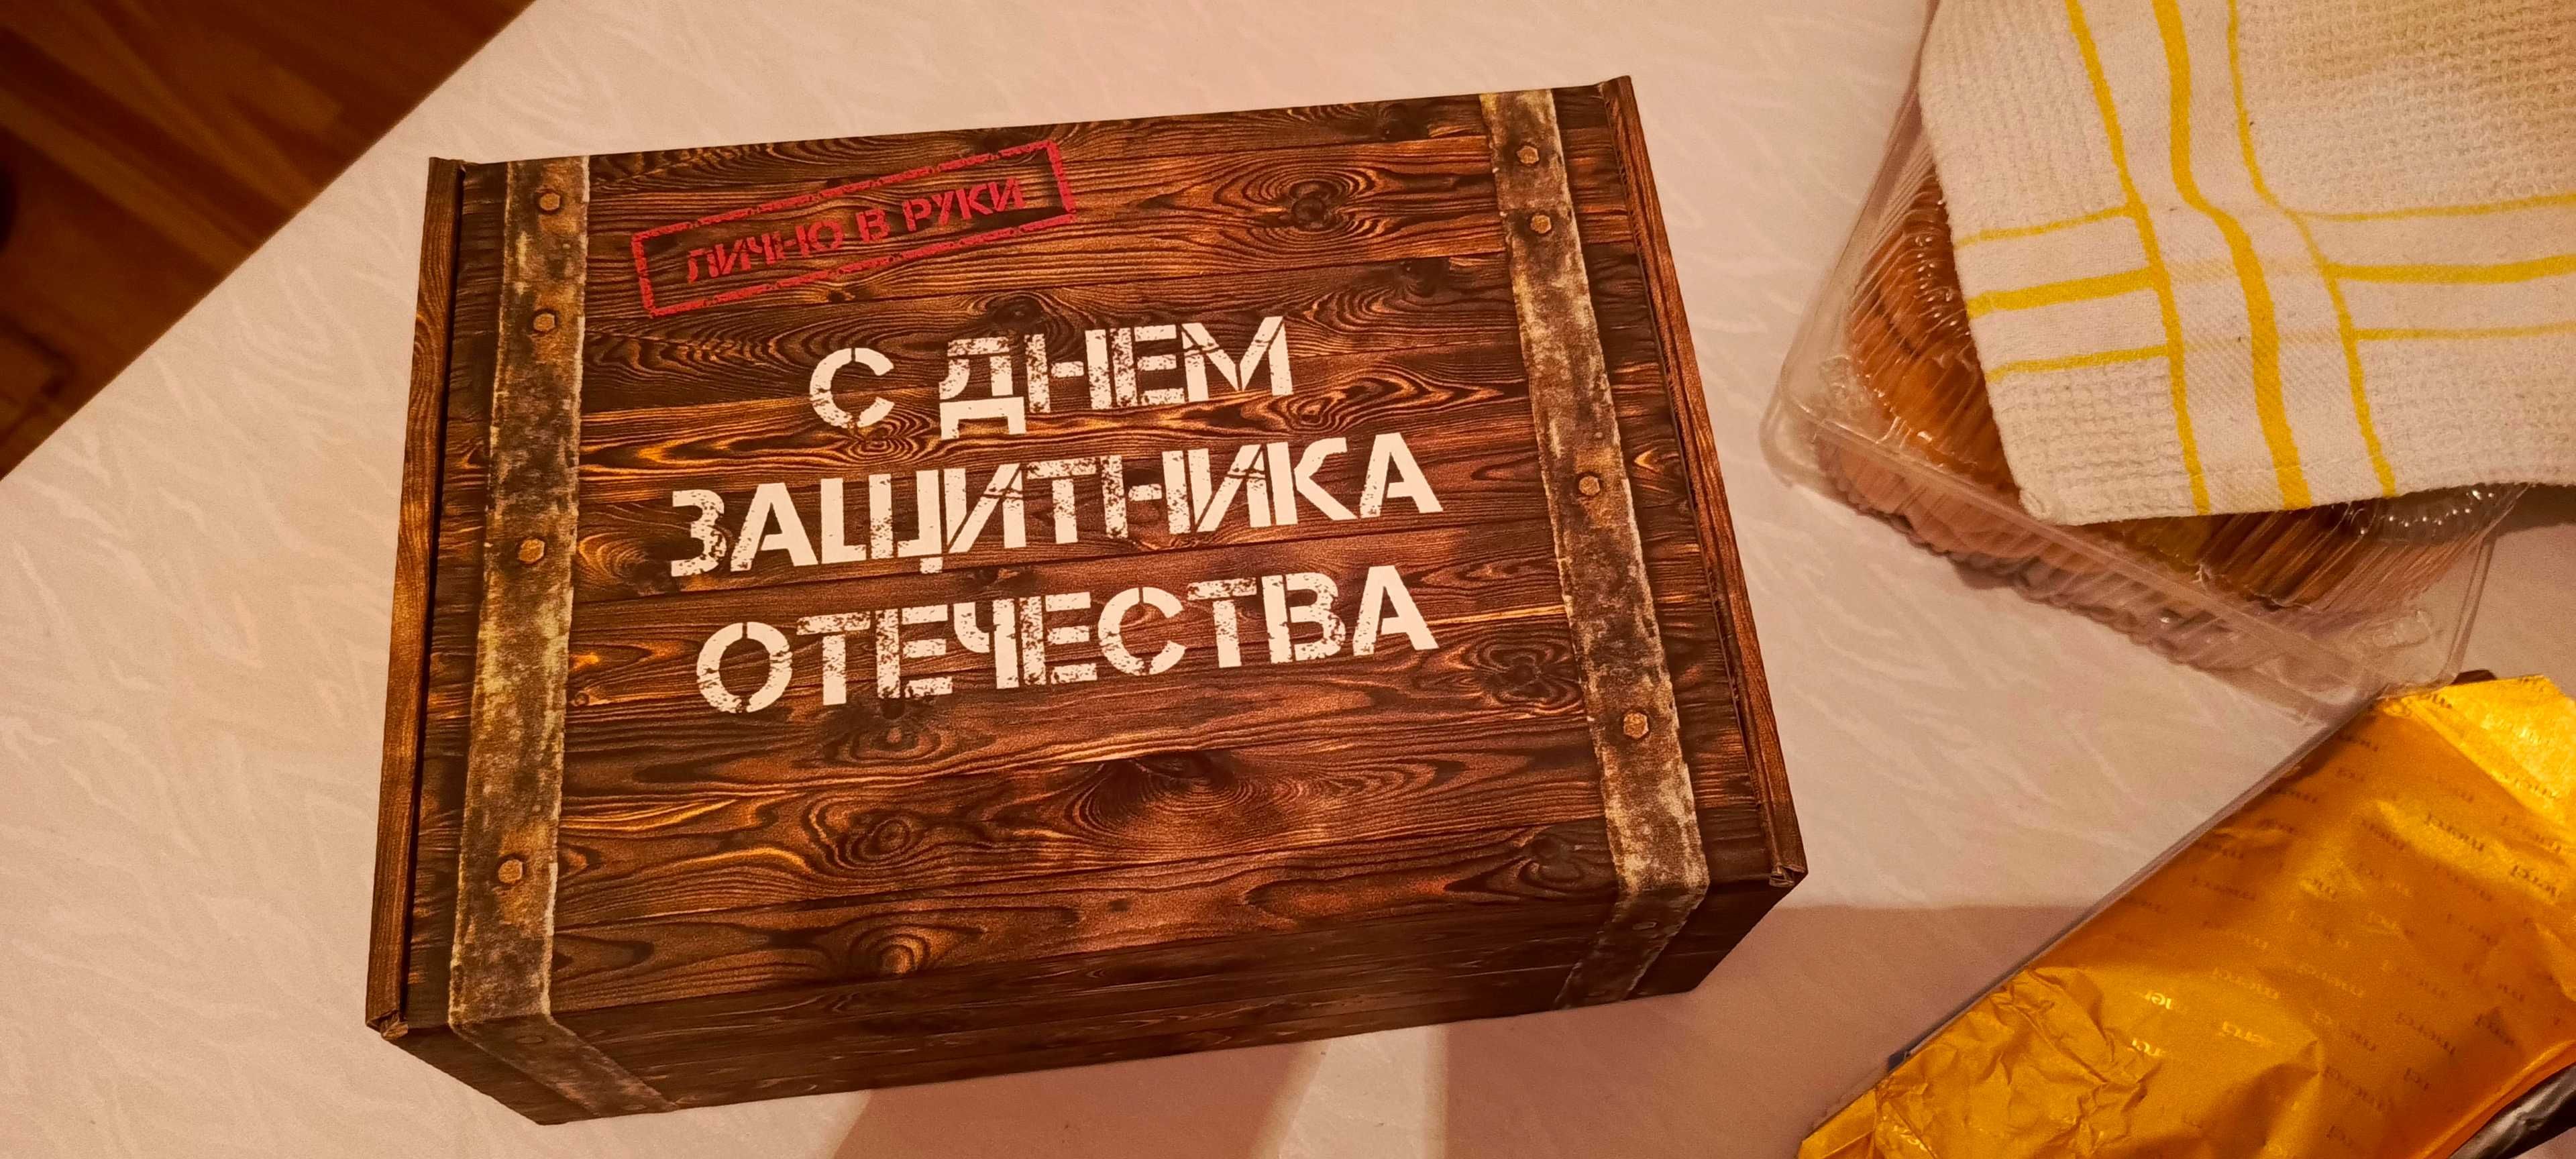 ЛИЧНО В РУКИ
С ДНЕМ
ЗАЩИТНИКА
ОТЕЧЕСТВА